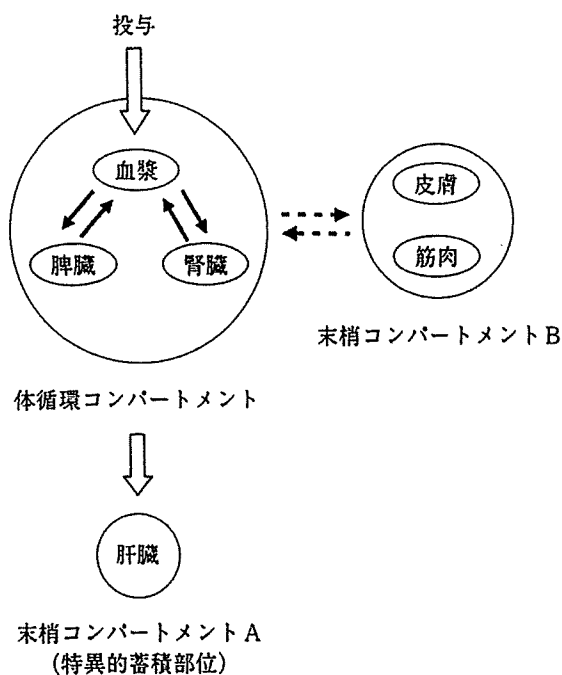 投与
血漿
脾臓
腎臓
皮膚
筋肉
末梢コンパートメントB
体循環コンパートメント
肝臓
末梢コンパートメントA
(特異的蓄積部位)